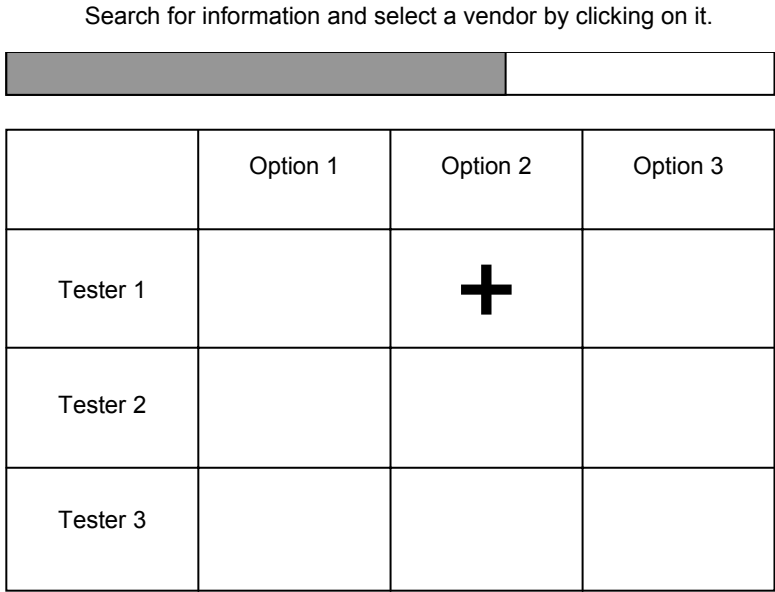 Search for information and select a vendor by clicking on it.
Option 1 Option 2 Option 3
Tester 1 +
Tester 2
Tester 3